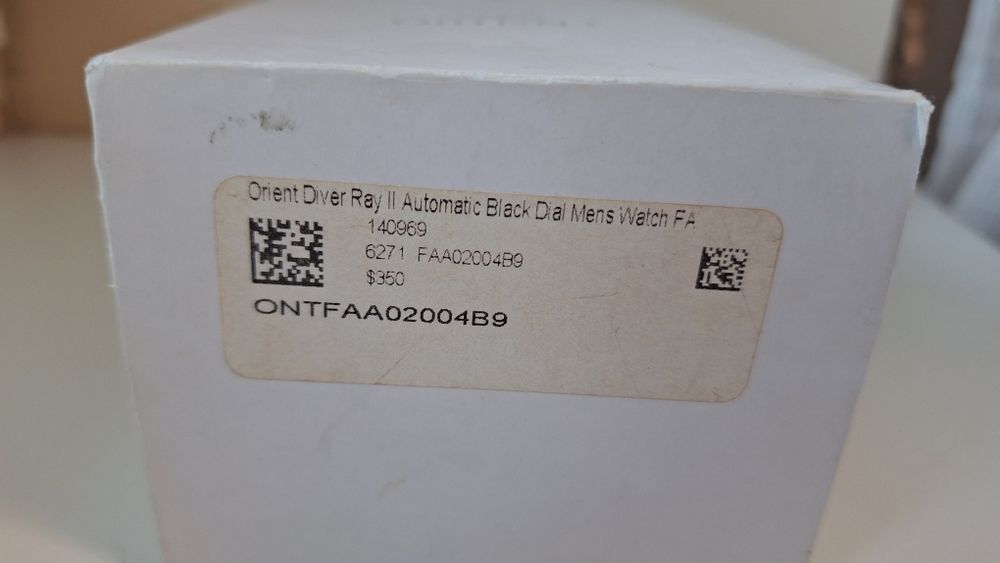 Orient Diver Ray II Automatic Black Dial Mens Watch FA
140969
6271 FAA02004B9
$350
ONTFAA02004B9